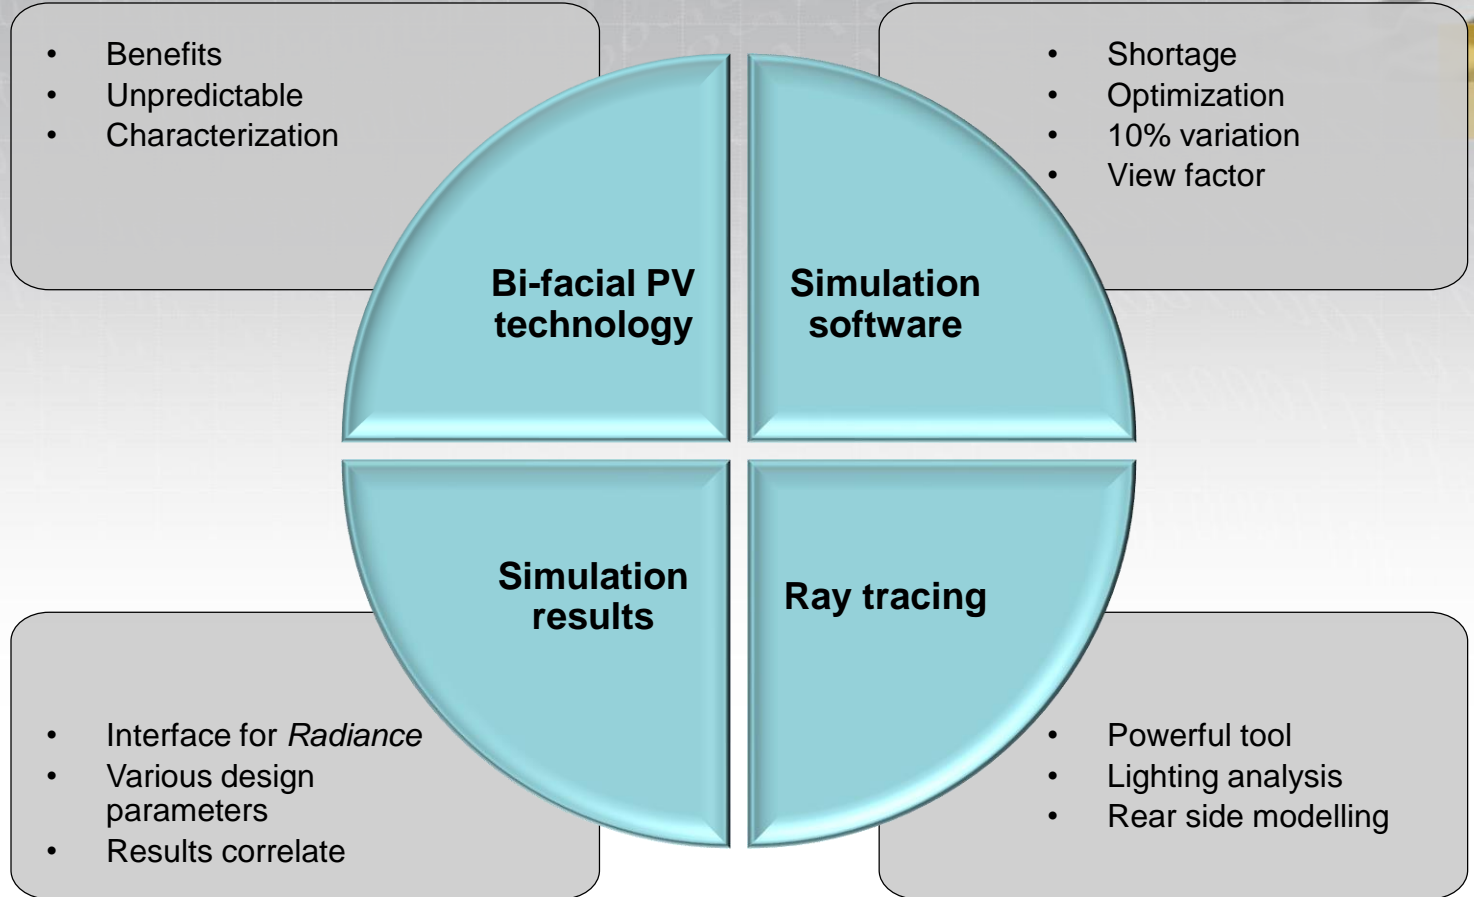 • Benefits
• Unpredictable
• Characterization
• Shortage
• Optimization
• 10% variation
• View factor
Bi-facial PV
technology
Simulation
software
Simulation
results
Ray tracing
• Interface for Radiance
• Various design
parameters
• Results correlate
• Powerful tool
• Lighting analysis
• Rear side modelling